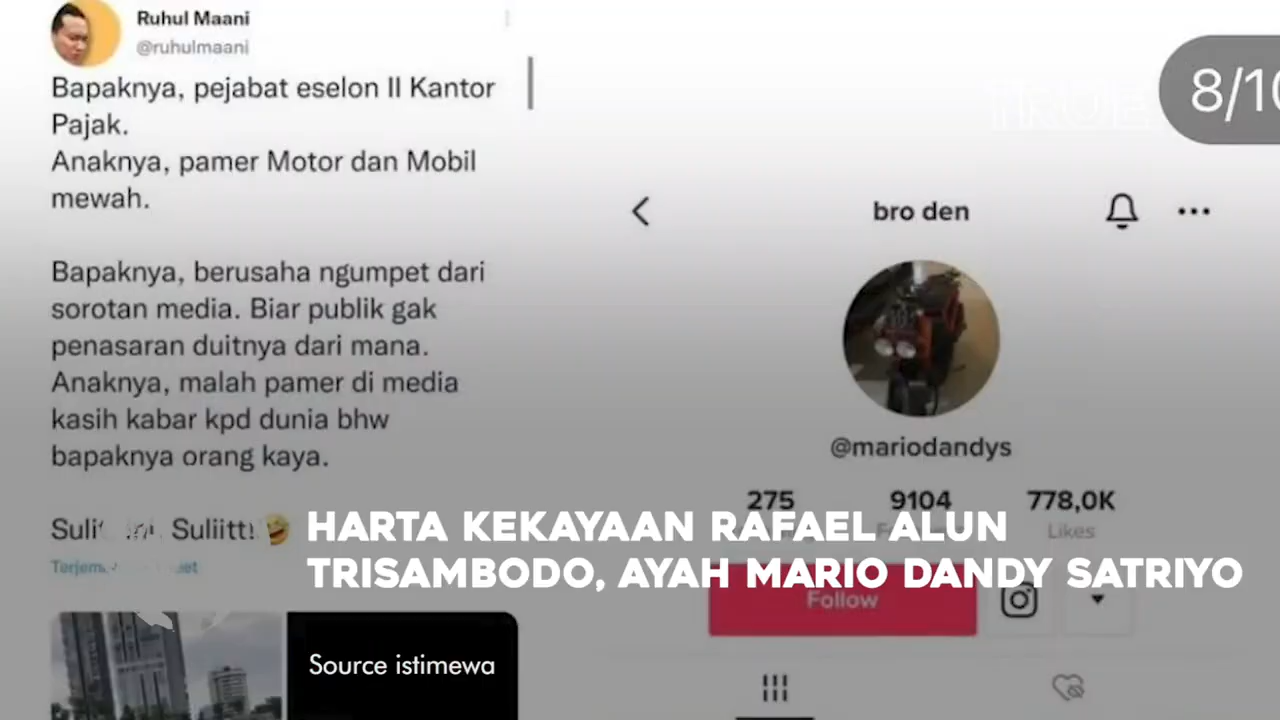 Ruhul Maani
@ruhulmaani
Bapaknya, pejabat eselon II Kantor
Pajak.
Anaknya, pamer Motor dan Mobil
mewah.
Bapaknya, berusaha ngumpet dari
sorotan media. Biar publik gak
penasaran duitnya dari mana.
Anaknya, malah pamer di media
kasih kabar kpd dunia bhw
bapaknya orang kaya.
Suliittt!
8/10
bro den
@mariodandys
275
9104
778,0K
Likes
HARTA KEKAYAAN RAFAEL ALUN
TRISAMBODO, AYAH MARIO DANDY SATRIYO
Follow
Source istimewa